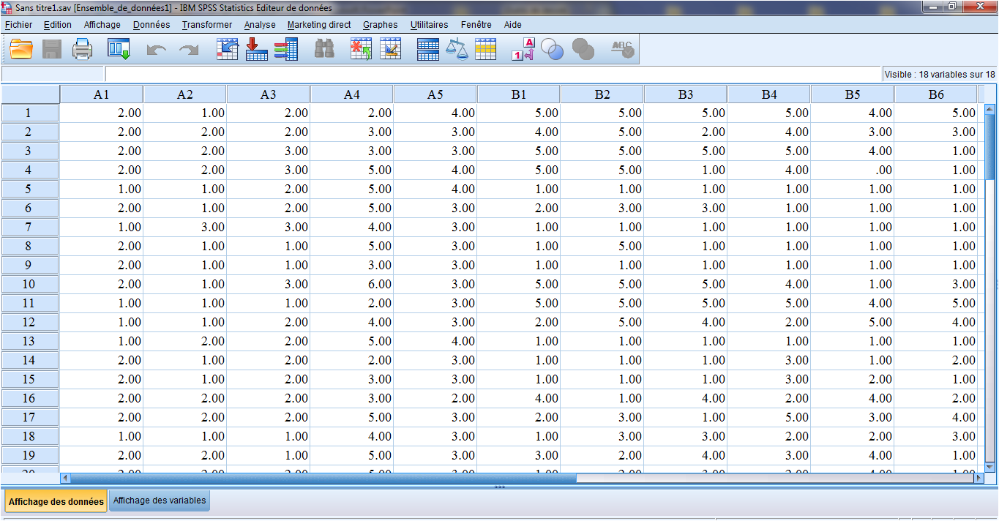 Sans titre1.sav [Ensemble_de_données1] - IBM SPSS Statistics Editeur de données
Fichier Edition Affichage Données Transformer Analyse Marketing direct Graphes Utilitaires Fenêtre Aide
1 A ABC
Visible : 18 variables sur 18
A1 A2 A3 A4 A5 B1 B2 B3 B4 B5 B6
1 2.00 1.00 2.00 2.00 4.00 5.00 5.00 5.00 5.00 4.00 5.00
2 2.00 2.00 2.00 3.00 3.00 4.00 5.00 2.00 4.00 3.00 3.00
3 2.00 2.00 3.00 3.00 3.00 5.00 5.00 5.00 5.00 4.00 1.00
4 2.00 2.00 3.00 5.00 4.00 5.00 5.00 1.00 4.00 .00 1.00
5 1.00 1.00 2.00 5.00 4.00 1.00 1.00 1.00 1.00 1.00 1.00
6 2.00 1.00 2.00 5.00 3.00 2.00 3.00 3.00 1.00 1.00 1.00
7 1.00 3.00 3.00 4.00 3.00 1.00 1.00 1.00 1.00 1.00 1.00
8 2.00 1.00 1.00 5.00 3.00 1.00 5.00 1.00 1.00 1.00 1.00
9 2.00 1.00 1.00 3.00 3.00 1.00 1.00 1.00 1.00 1.00 1.00
10 2.00 1.00 3.00 6.00 3.00 5.00 5.00 5.00 4.00 1.00 3.00
11 1.00 1.00 1.00 2.00 3.00 5.00 5.00 5.00 5.00 4.00 5.00
12 1.00 1.00 2.00 4.00 3.00 2.00 5.00 4.00 2.00 5.00 4.00
13 1.00 2.00 2.00 5.00 4.00 1.00 1.00 1.00 1.00 1.00 1.00
14 2.00 1.00 2.00 2.00 3.00 1.00 1.00 1.00 3.00 1.00 2.00
15 2.00 1.00 2.00 3.00 3.00 1.00 1.00 1.00 3.00 2.00 1.00
16 2.00 2.00 2.00 3.00 2.00 4.00 1.00 4.00 2.00 4.00 2.00
17 2.00 2.00 2.00 5.00 3.00 2.00 3.00 1.00 5.00 3.00 4.00
18 1.00 1.00 1.00 4.00 3.00 1.00 3.00 3.00 2.00 2.00 3.00
19 2.00 2.00 1.00 5.00 3.00 3.00 2.00 4.00 3.00 4.00 1.00
Affichage des données Affichage des variables